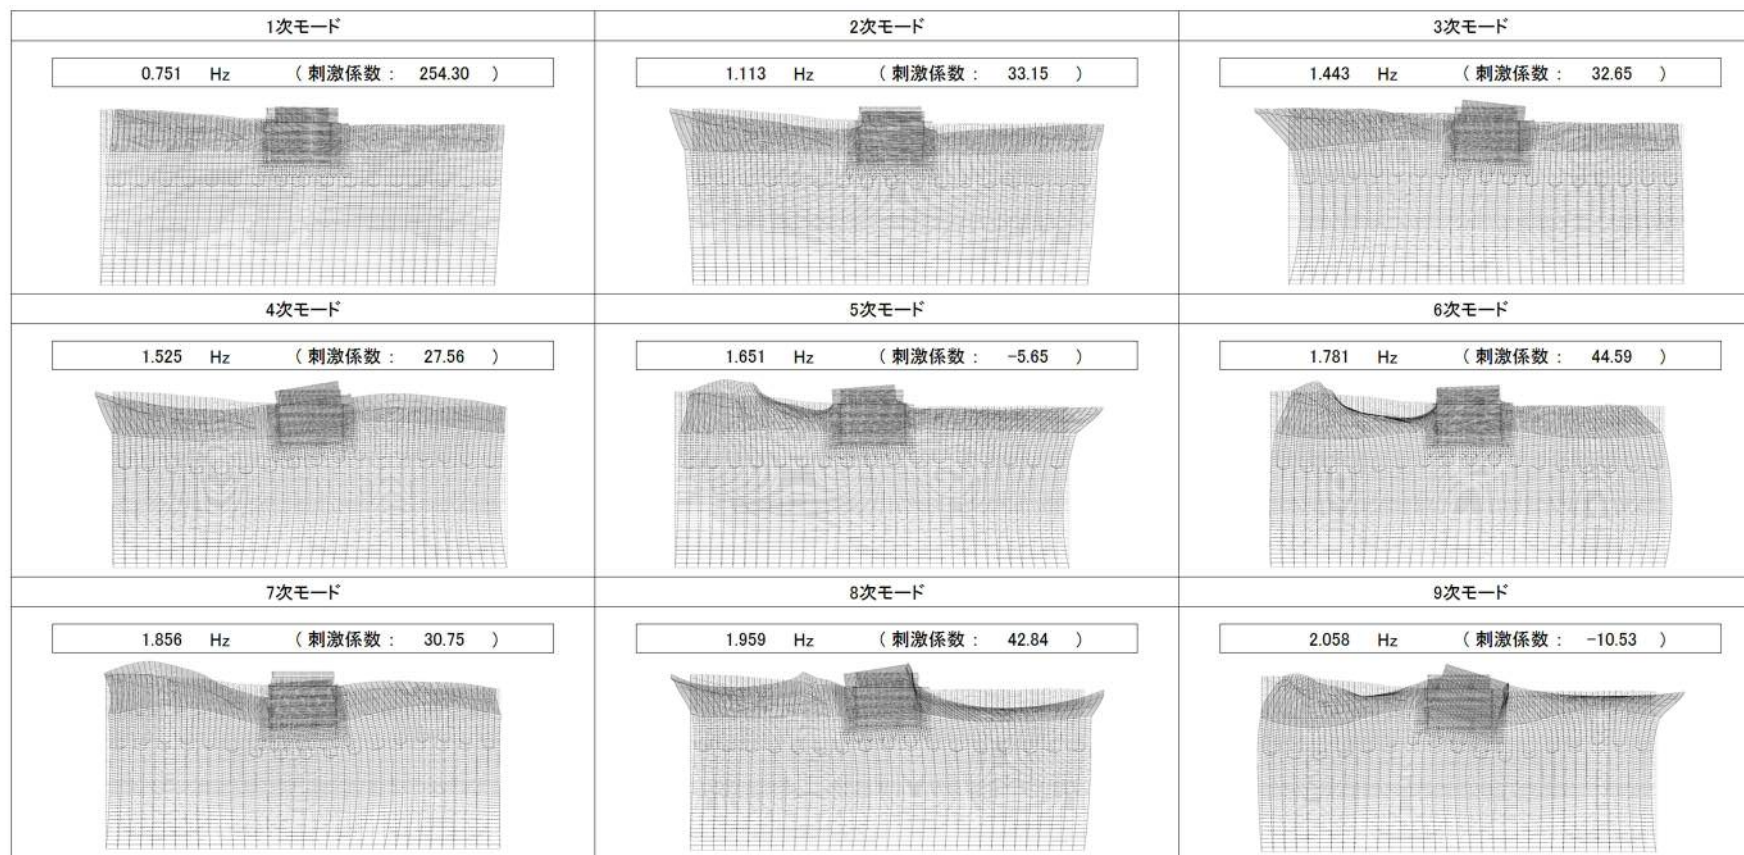 1次モード 2次モード 3次モード
0.751 Hz （ 刺激係数： 254.30 ） 1.113 Hz （ 刺激係数： 33.15 ） 1.443 Hz （ 刺激係数： 32.65 ）
4次モード 5次モード 6次モード
1.525 Hz （ 刺激係数： 27.56 ） 1.651 Hz （ 刺激係数： -5.65 ） 1.781 Hz （ 刺激係数： 44.59 ）
7次モード 8次モード 9次モード
1.856 Hz （ 刺激係数： 30.75 ） 1.959 Hz （ 刺激係数： 42.84 ） 2.058 Hz （ 刺激係数： -10.53 ）